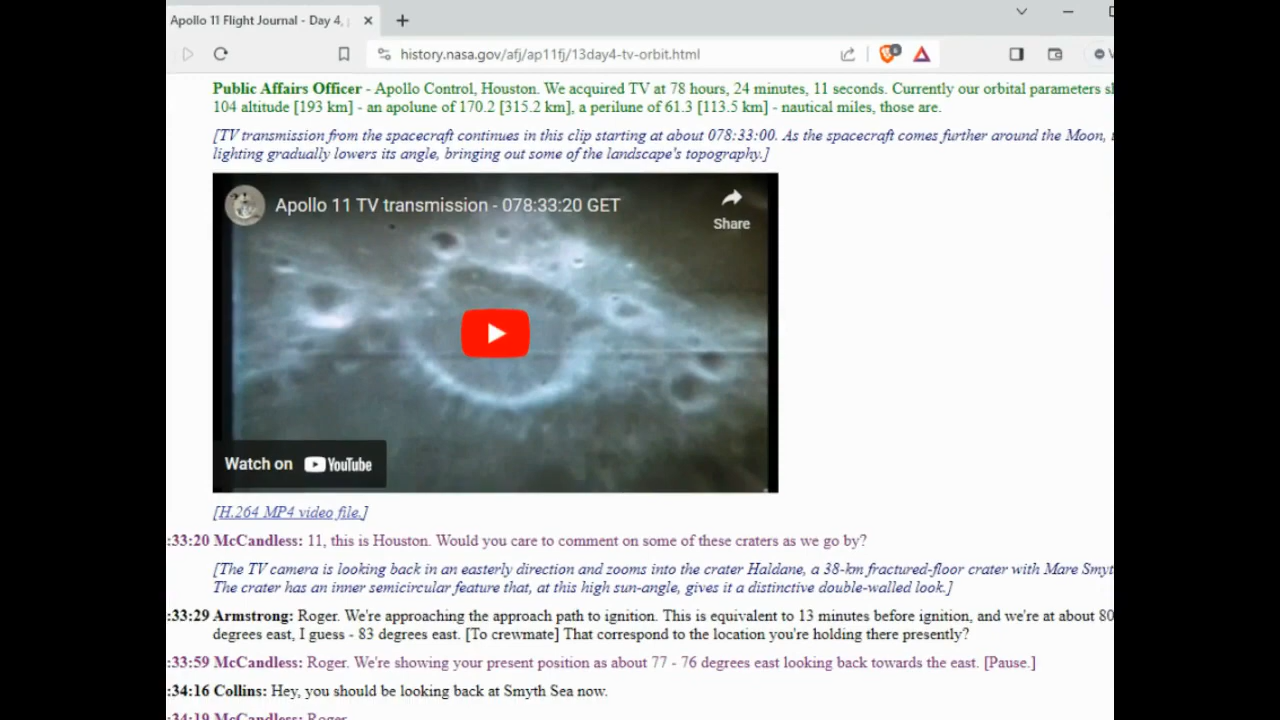 Apollo 11 Flight Journal - Day 4,
history.nasa.gov/afj/ap11fj/13day4-tv-orbit.html
Public Affairs Officer - Apollo Control, Houston. We acquired TV at 78 hours, 24 minutes, 11 seconds. Currently our orbital parameters
104 altitude [193 km] - an apolune of 170.2 [315.2 km], a perilune of 61.3 [113.5 km] - nautical miles, those are.
[TV transmission from the spacecraft continues in this clip starting at about 078:33:00. As the spacecraft comes further around the Moon,
lighting gradually lowers its angle, bringing out some of the landscape's topography.]
Apollo 11 TV transmission - 078:33:20 GET
Share
Watch on YouTube
[H.264 MP4 video file.]
:33:20 McCandless: 11, this is Houston. Would you care to comment on some of these craters as we go by?
[The TV camera is looking back in an easterly direction and zooms into the crater Haldane, a 38-km fractured-floor crater with Mare Smyt
The crater has an inner semicircular feature that, at this high sun-angle, gives it a distinctive double-walled look.]
:33:29 Armstrong: Roger. We're approaching the approach path to ignition. This is equivalent to 13 minutes before ignition, and we're at about 80
degrees east, I guess - 83 degrees east. [To crewmate] That correspond to the location you're holding there presently?
:33:59 McCandless: Roger. We're showing your present position as about 77 - 76 degrees east looking back towards the east. [Pause.]
:34:16 Collins: Hey, you should be looking back at Smyth Sea now.
:34:19 McCandless: Roger.